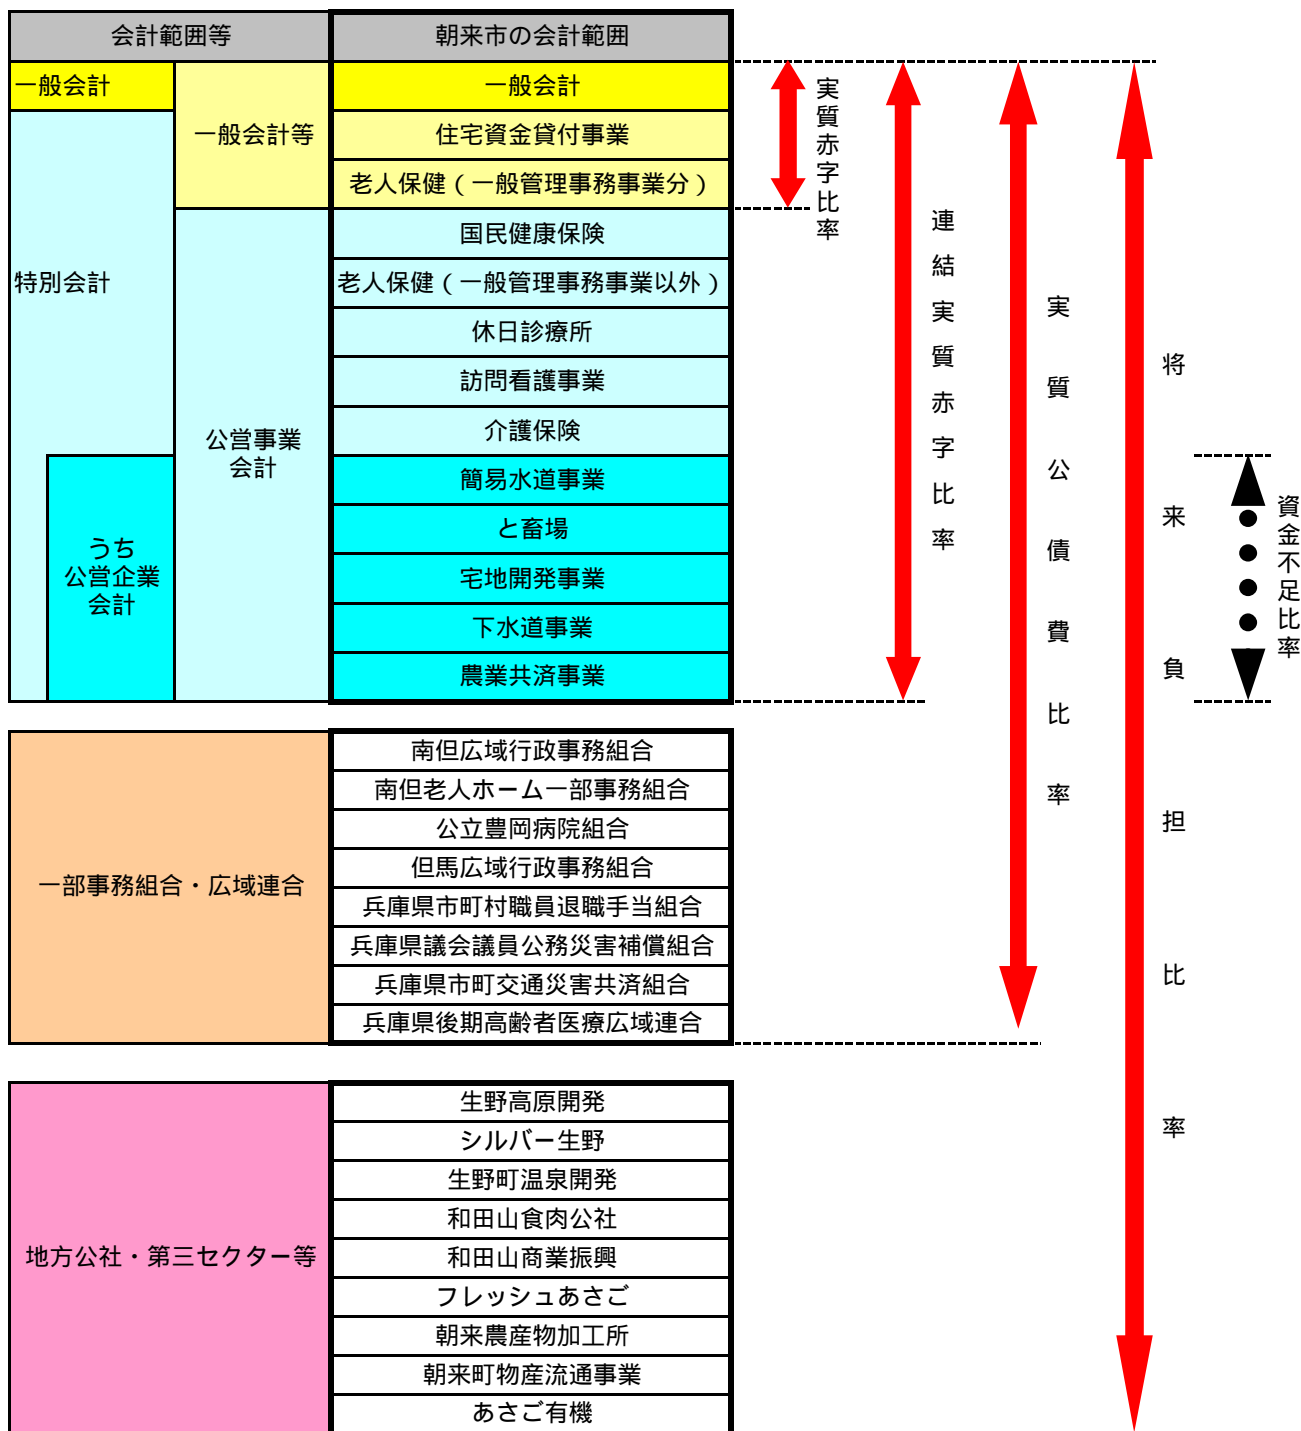 会計範囲等
朝来市の会計範囲
一般会計
一般会計等
特別会計
公営事業
会計
うち
公営企業
会計
一般会計
住宅資金貸付事業
老人保健（一般管理事務事業分）
国民健康保険
老人保健（一般管理事務事業以外）
休日診療所
訪問看護事業
介護保険
簡易水道事業
と畜場
宅地開発事業
下水道事業
農業共済事業
実質赤字比率
連結実質赤字比率
実質公債費比率
将来負担比率
資金不足比率
一部事務組合・広域連合
南但広域行政事務組合
南但老人ホーム一部事務組合
公立豊岡病院組合
但馬広域行政事務組合
兵庫県市町村職員退職手当組合
兵庫県議会議員公務災害補償組合
兵庫県市町交通災害共済組合
兵庫県後期高齢者医療広域連合
地方公社・第三セクター等
生野高原開発
シルバー生野
生野町温泉開発
和田山食肉公社
和田山商業振興
フレッシュあさご
朝来農産物加工所
朝来町物産流通事業
あさご有機